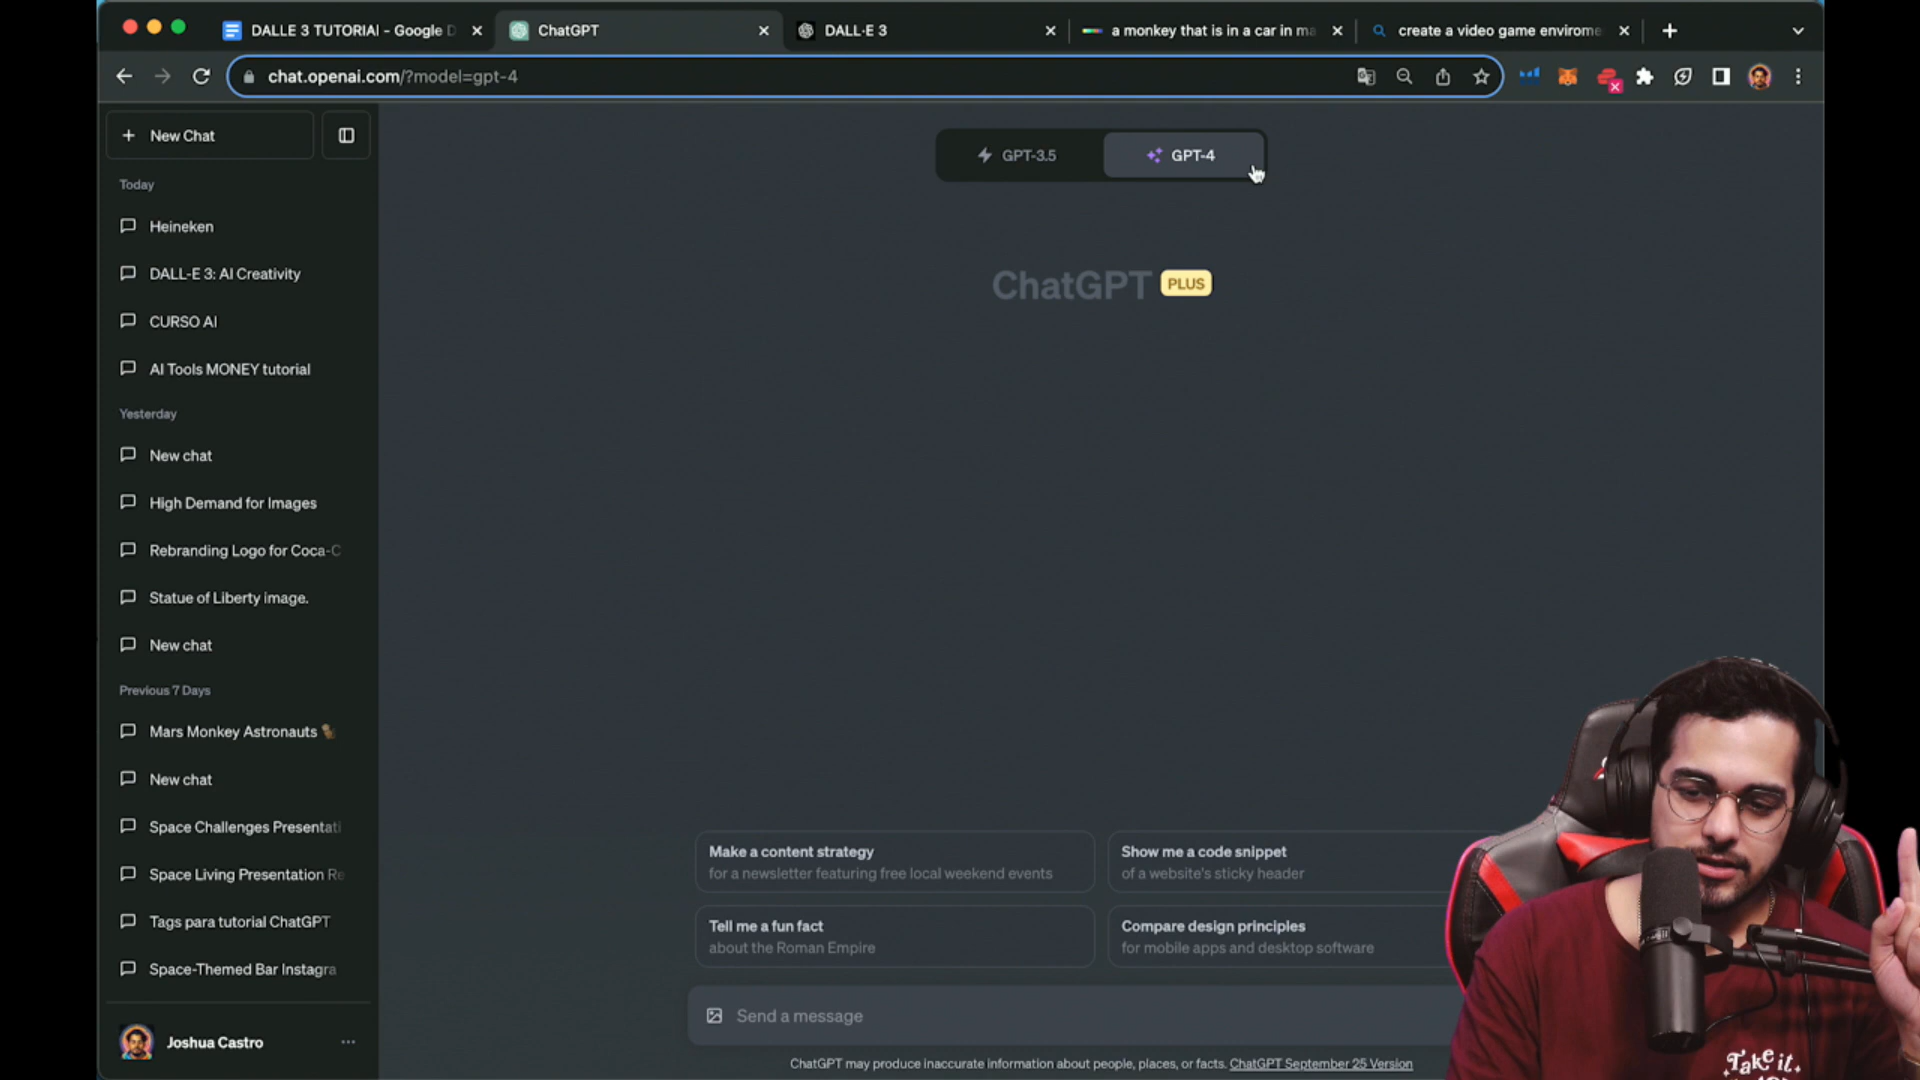 DALLE 3 TUTORIAl - Google D
ChatGPT
DALL·E 3
a monkey that is in a car in ma
create a video game envirome
chat.openai.com/?model=gpt-4
New Chat
GPT-3.5
GPT-4
Today
Heineken
ChatGPT PLUS
DALL-E 3: AI Creativity
CURSO AI
AI Tools MONEY tutorial
Yesterday
New chat
High Demand for Images
Rebranding Logo for Coca-C
Statue of Liberty image.
New chat
Previous 7 Days
Mars Monkey Astronauts
New chat
Space Challenges Presentati
Space Living Presentation Re
Tags para tutorial ChatGPT
Space-Themed Bar Instagra
Joshua Castro
Make a content strategy
for a newsletter featuring free local weekend events
Show me a code snippet
of a website's sticky header
Tell me a fun fact
about the Roman Empire
Compare design principles
for mobile apps and desktop software
Send a message
ChatGPT may produce inaccurate information about people, places, or facts. ChatGPT September 25 Version
Take it